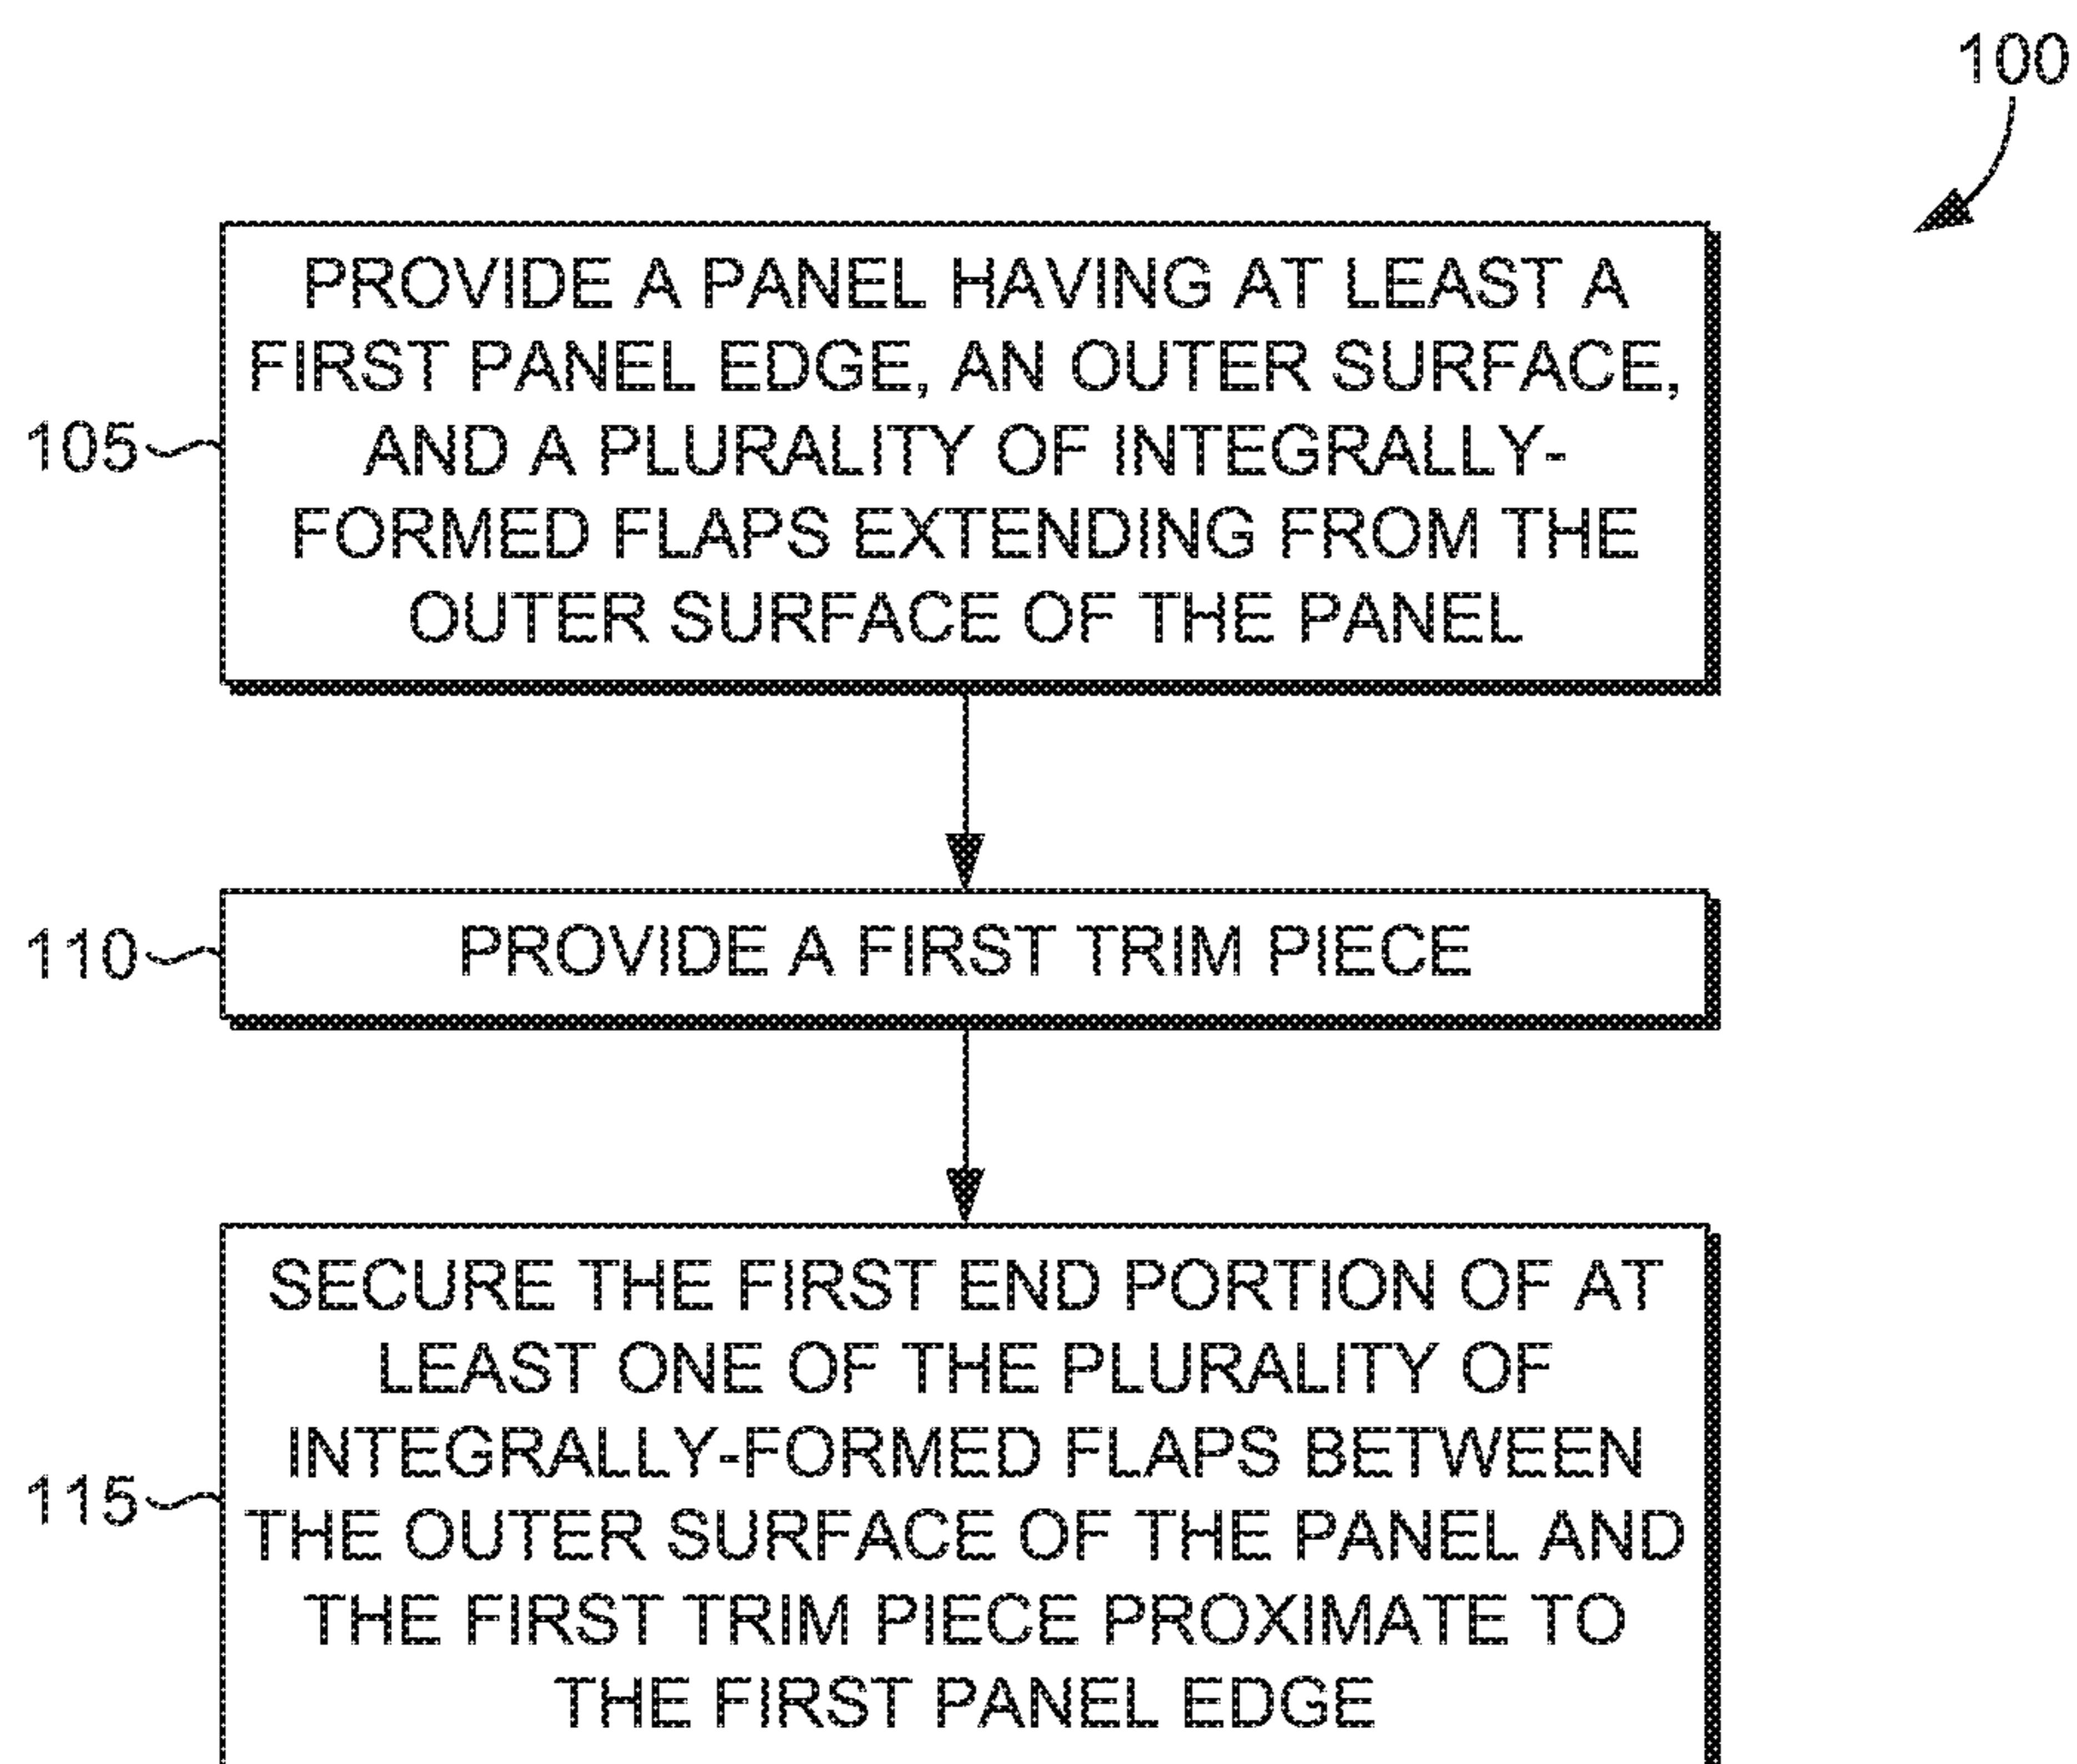 100
PROVIDE A PANEL HAVING AT LEAST A
FIRST PANEL EDGE, AN OUTER SURFACE,
105 AND A PLURALITY OF INTEGRALLY-
FORMED FLAPS EXTENDING FROM THE
OUTER SURFACE OF THE PANEL
110 PROVIDE A FIRST TRIM PIECE
SECURE THE FIRST END PORTION OF AT
LEAST ONE OF THE PLURALITY OF
INTEGRALLY-FORMED FLAPS BETWEEN
115 THE OUTER SURFACE OF THE PANEL AND
THE FIRST TRIM PIECE PROXIMATE TO
THE FIRST PANEL EDGE